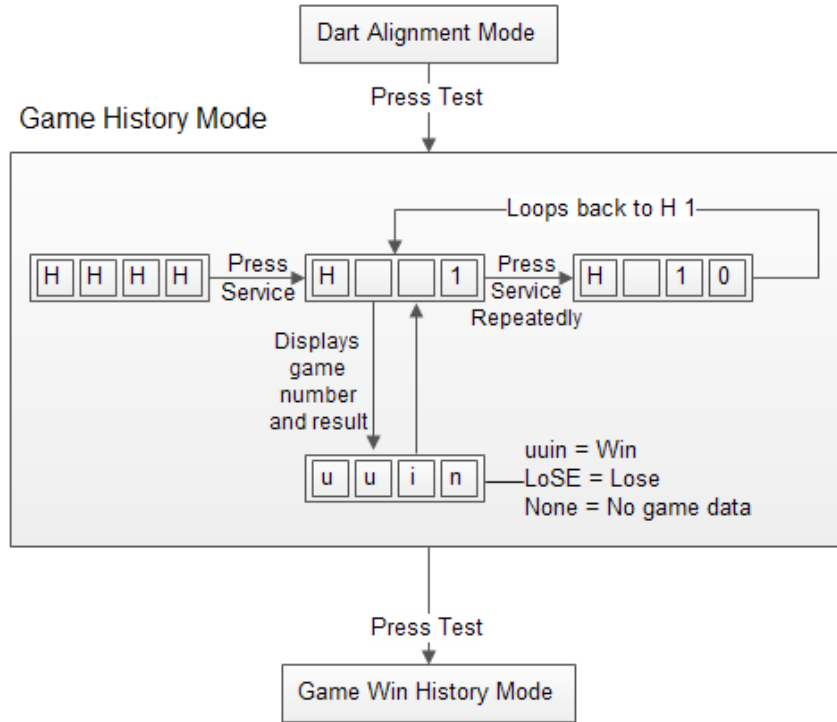 Dart Alignment Mode
Press Test
Game History Mode
Loops back to H 1
H H H H
Press
Service
H 1
Press
Service
Repeatedly
H 1 0
Displays
game
number
and result
u u i n
uuin = Win
LoSE = Lose
None = No game data
Press Test
Game Win History Mode